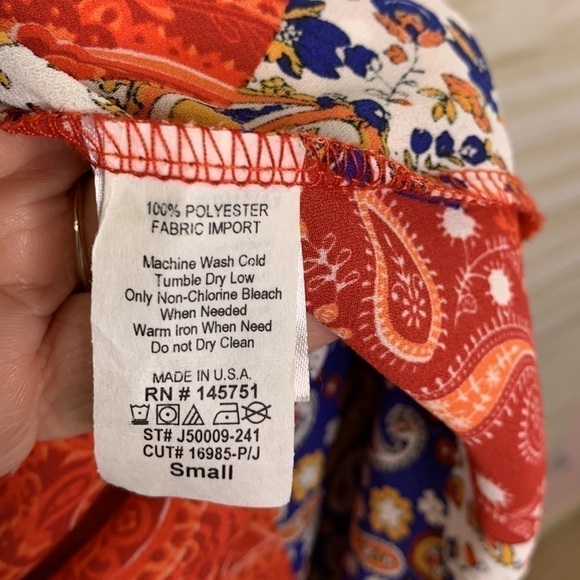 100% POLYESTER
FABRIC IMPORT
Machine Wash Cold
Tumble Dry Low
Only Non-Chlorine Bleach
When Needed
Warm Iron When Need
Do not Dry Clean
MADE IN U.S.A.
RN # 145751
ST# J50009-241
CUT# 16985-P/J
Small